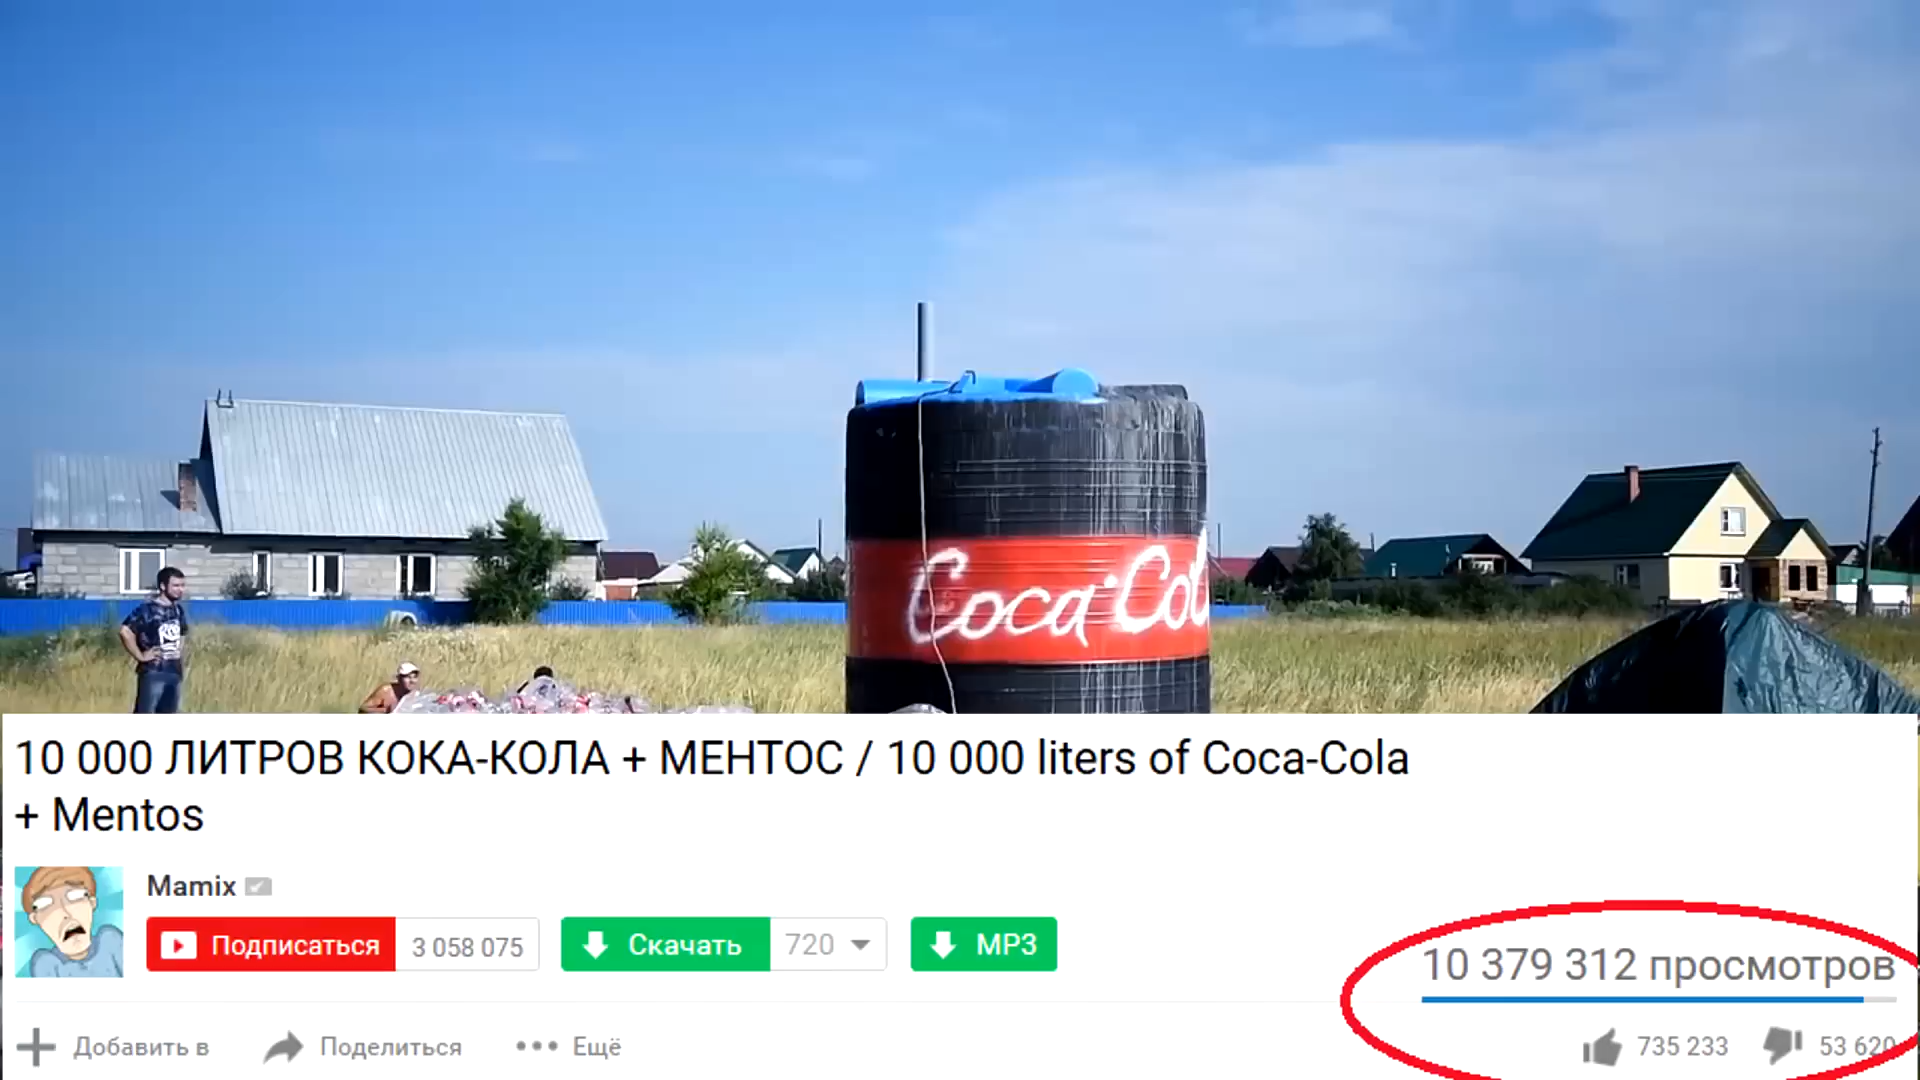 Coca-Col
10 000 ЛИТРОВ КОКА-КОЛА + МЕНТОС / 10 000 liters of Coca-Cola
+ Mentos
Mamix
Подписаться 3 058 075 Скачать 720 MP3
10 379 312 просмотров
Добавить в Поделиться Ещё 735 233 53 620